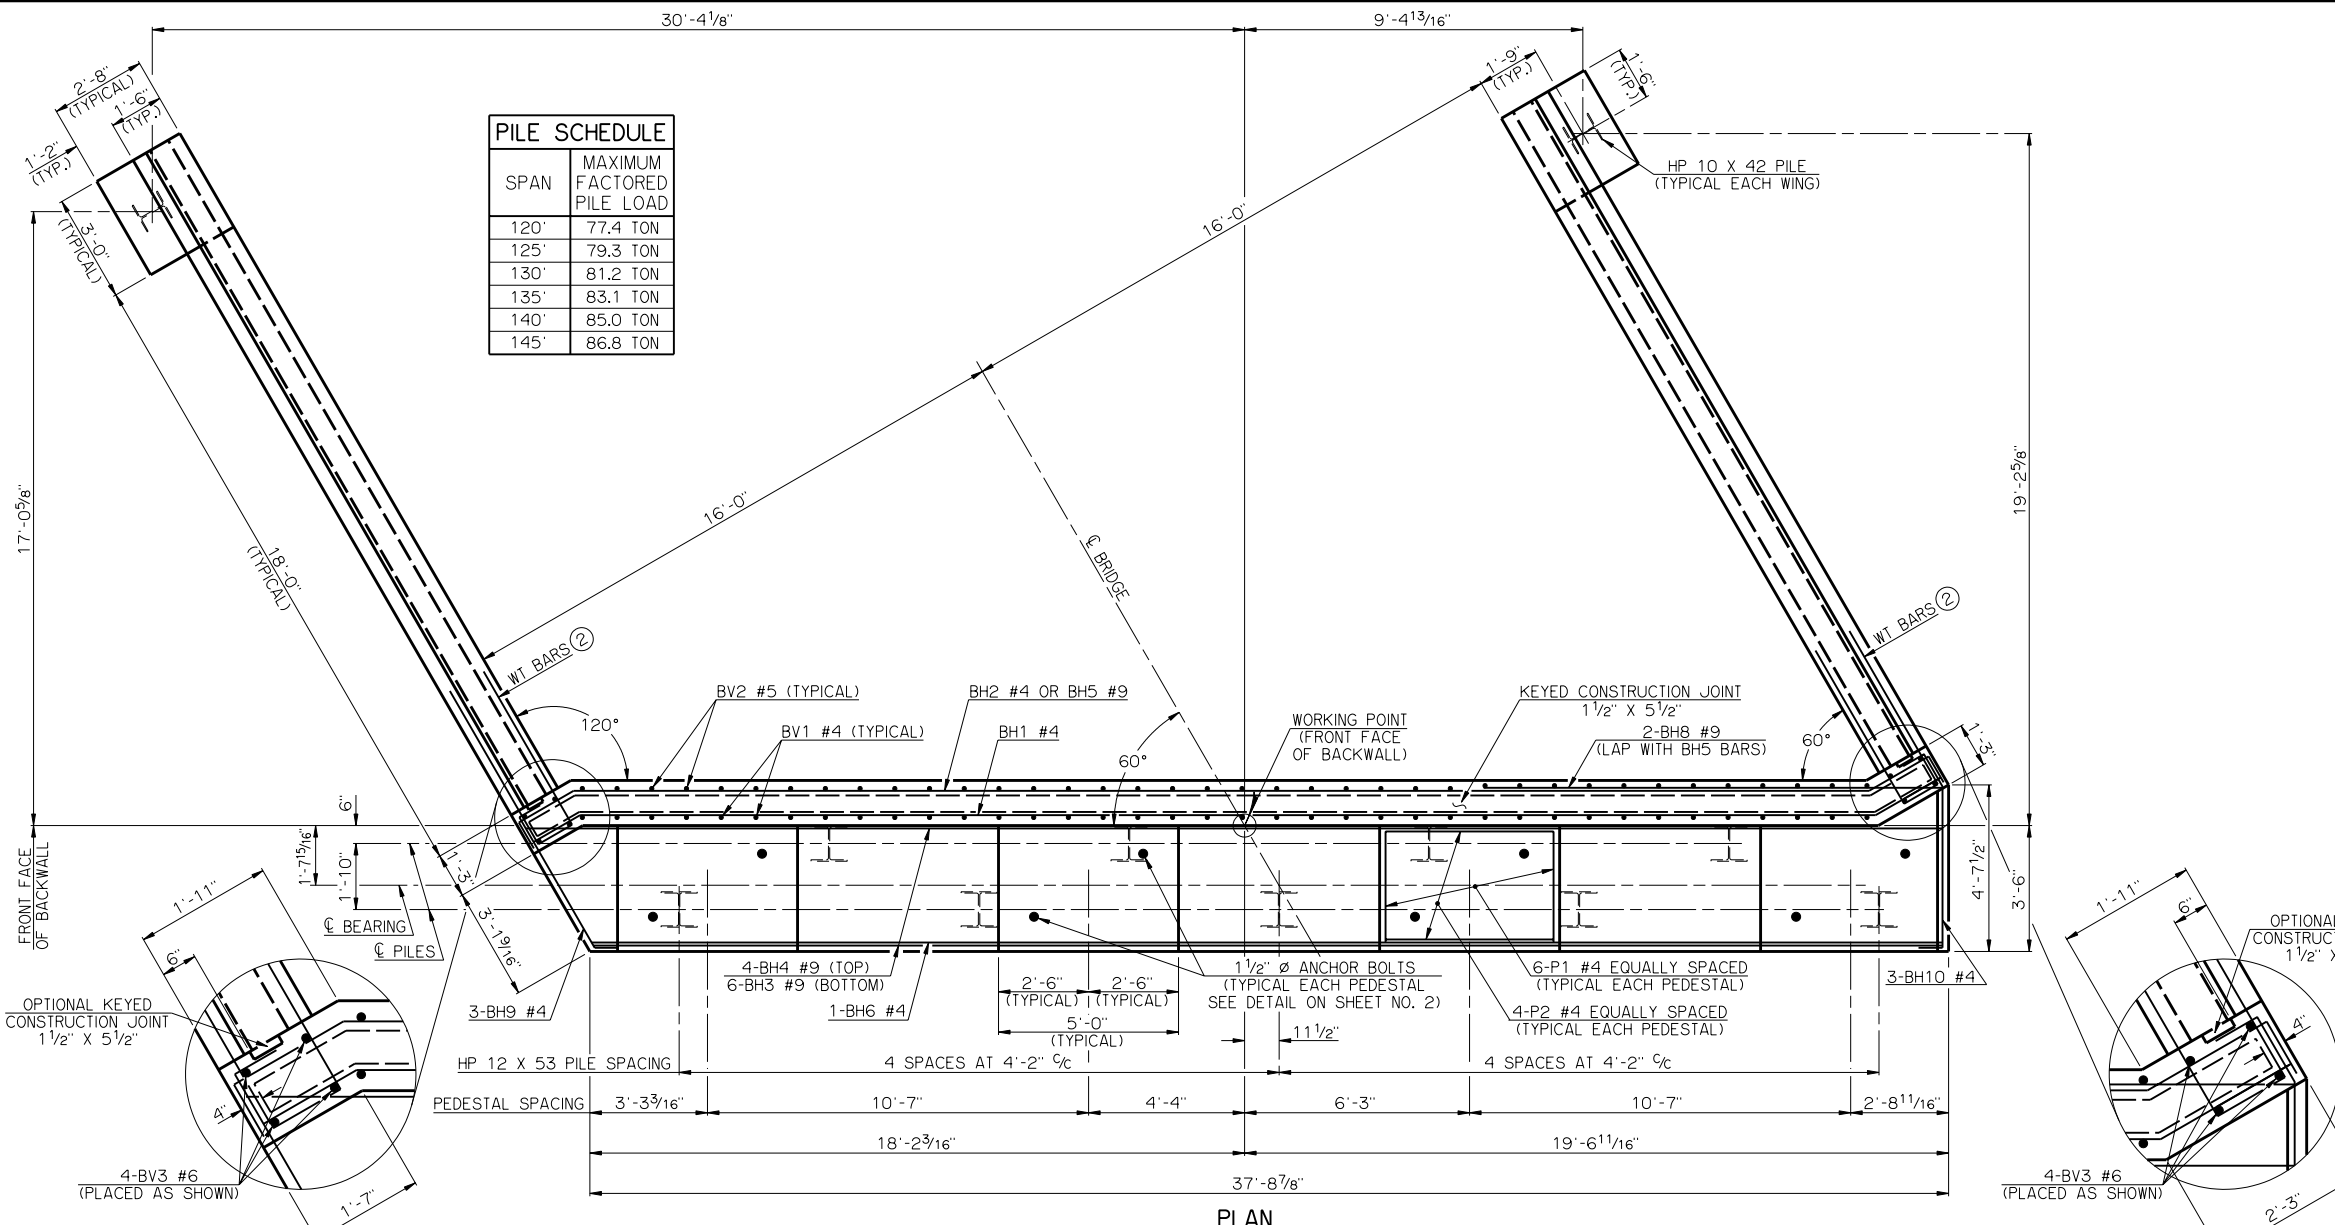 30'-4 1/8"
9'-4 13/16"
2'-8"
(TYPICAL)
1'-6"
(TYP.)
1'-2"
(TYP.)
1'-9"
(TYP.)
1'-6"
(TYP.)
PILE SCHEDULE
SPAN
MAXIMUM
FACTORED
PILE LOAD
120' 77.4 TON
125' 79.3 TON
130' 81.2 TON
135' 83.1 TON
140' 85.0 TON
145' 86.8 TON
HP 10 X 42 PILE
(TYPICAL EACH WING)
3'-0"
(TYPICAL)
16'-0"
16'-0"
17'-0 5/8"
19'-2 5/8"
18'-0"
(TYPICAL)
℄ BRIDGE
WT BARS 2
WT BARS 2
120°
BV2 #5 (TYPICAL)
BH2 #4 OR BH5 #9
BV1 #4 (TYPICAL)
BH1 #4
60°
WORKING POINT
(FRONT FACE
OF BACKWALL)
KEYED CONSTRUCTION JOINT
1 1/2" X 5 1/2"
2-BH8 #9
(LAP WITH BH5 BARS)
60°
1'-3"
6"
1'-7 15/16"
1'-10"
FRONT FACE
OF BACKWALL
1'-3"
3'-1 9/16"
℄ BEARING
℄ PILES
4'-7 1/2"
3'-6"
1'-11"
6"
OPTIONAL KEYED
CONSTRUCTION JOINT
1 1/2" X 5 1/2"
4"
4-BV3 #6
(PLACED AS SHOWN)
1'-7"
3-BH9 #4
4-BH4 #9 (TOP)
6-BH3 #9 (BOTTOM)
1-BH6 #4
2'-6"
(TYPICAL)
2'-6"
(TYPICAL)
5'-0"
(TYPICAL)
1 1/2" Ø ANCHOR BOLTS
(TYPICAL EACH PEDESTAL
SEE DETAIL ON SHEET NO. 2)
11 1/2"
6-P1 #4 EQUALLY SPACED
(TYPICAL EACH PEDESTAL)
4-P2 #4 EQUALLY SPACED
(TYPICAL EACH PEDESTAL)
3-BH10 #4
1'-11"
6"
OPTIONAL
CONSTRUC
1 1/2" X
4"
4-BV3 #6
(PLACED AS SHOWN)
2'-3"
HP 12 X 53 PILE SPACING
4 SPACES AT 4'-2" C/C
4 SPACES AT 4'-2" C/C
PEDESTAL SPACING
3'-3 3/16"
10'-7"
4'-4"
6'-3"
10'-7"
2'-8 11/16"
18'-2 3/16"
19'-6 11/16"
37'-8 7/8"
PLAN